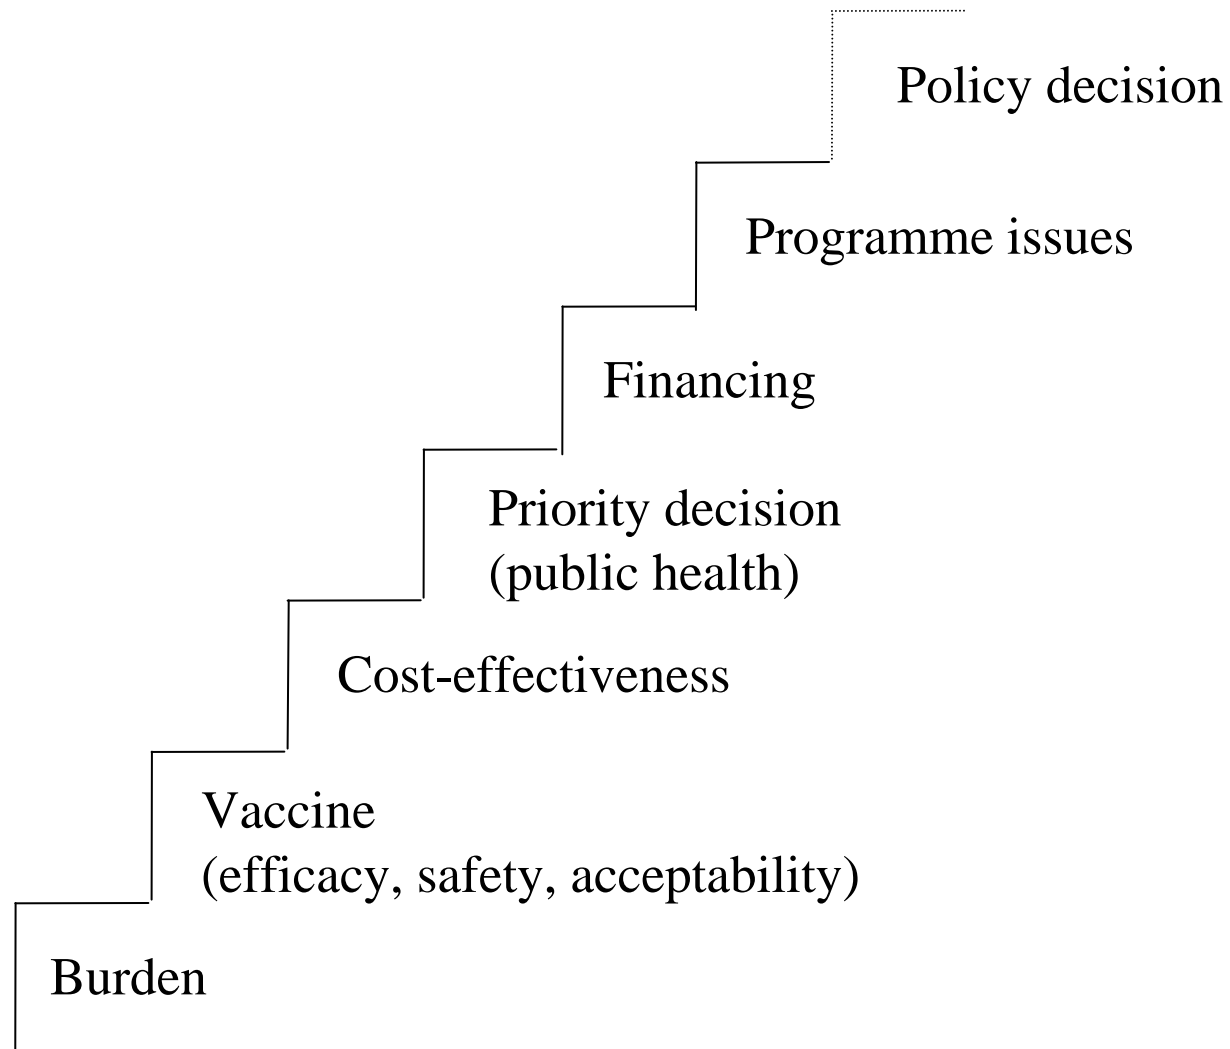 Policy decision
Programme issues
Financing
Priority decision
(public health)
Cost-effectiveness
Vaccine
(efficacy, safety, acceptability)
Burden